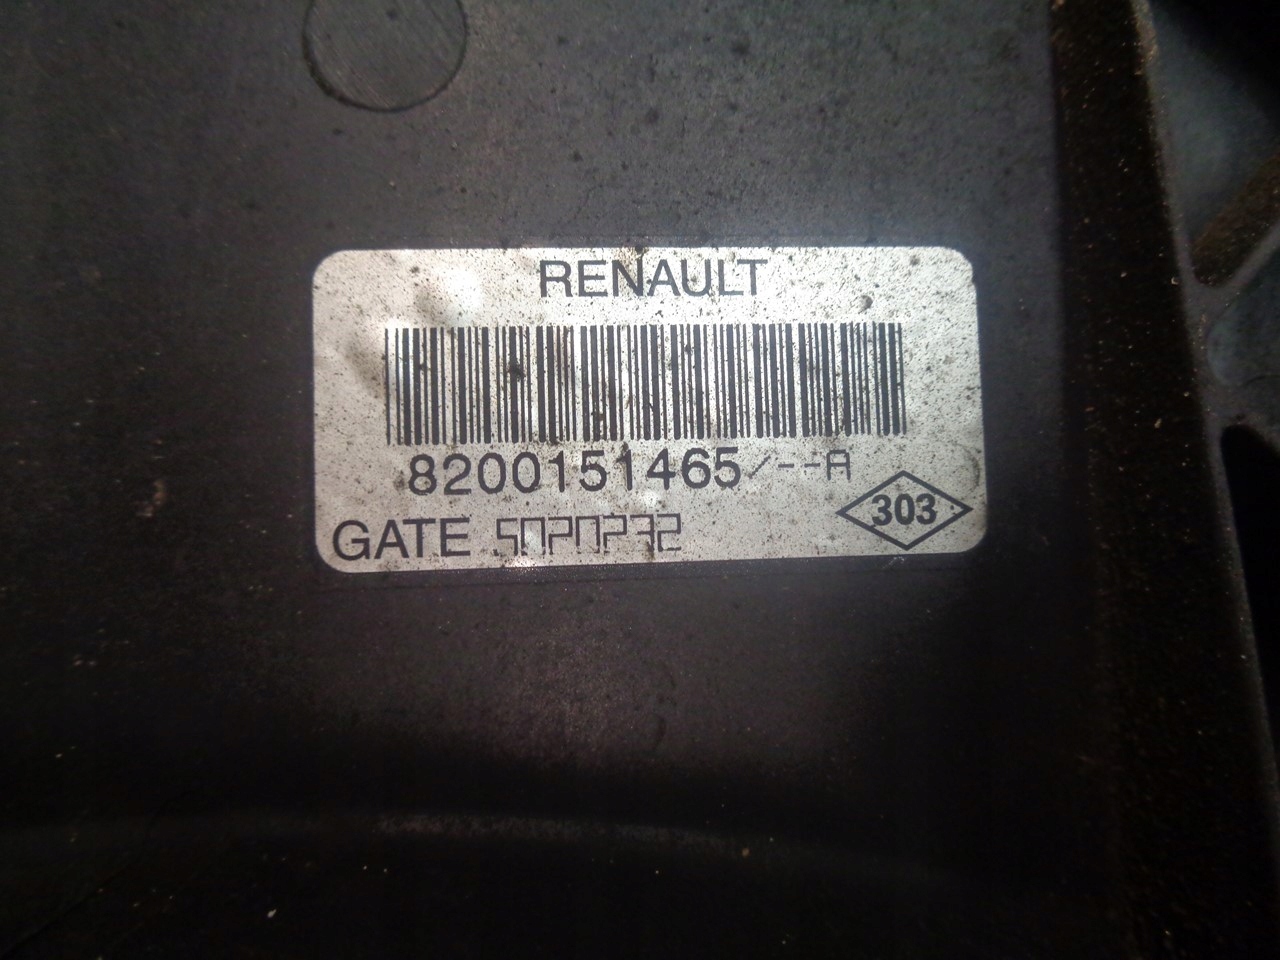 RENAULT
8200151465/--A
303
GATE 5020232